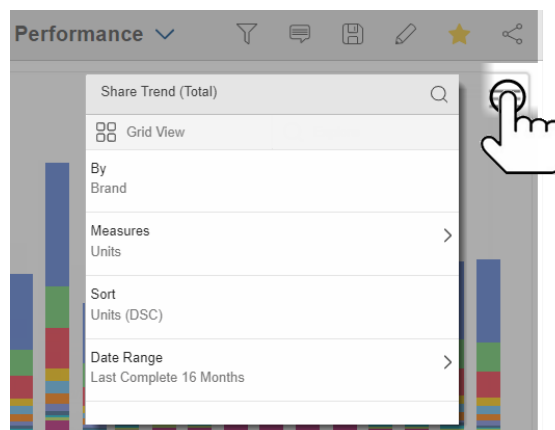 Performance
Share Trend (Total)
Grid View
By
Brand
Measures
Units
Sort
Units (DSC)
Date Range
Last Complete 16 Months